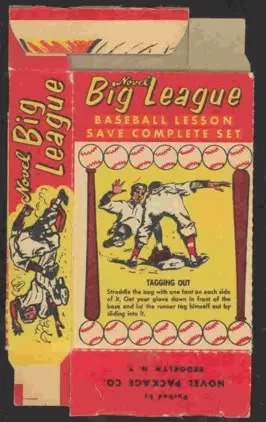 Novel
Big League
BASEBALL LESSON
SAVE COMPLETE SET
TAGGING OUT
Straddle the bag with one foot on each side
of it. Get your glove down in front of the
base and let the runner tag himself out by
sliding into it.
Packed by
NOVEL PACKAGE CO.
BROOKLYN N. Y.
Novel
Big
League